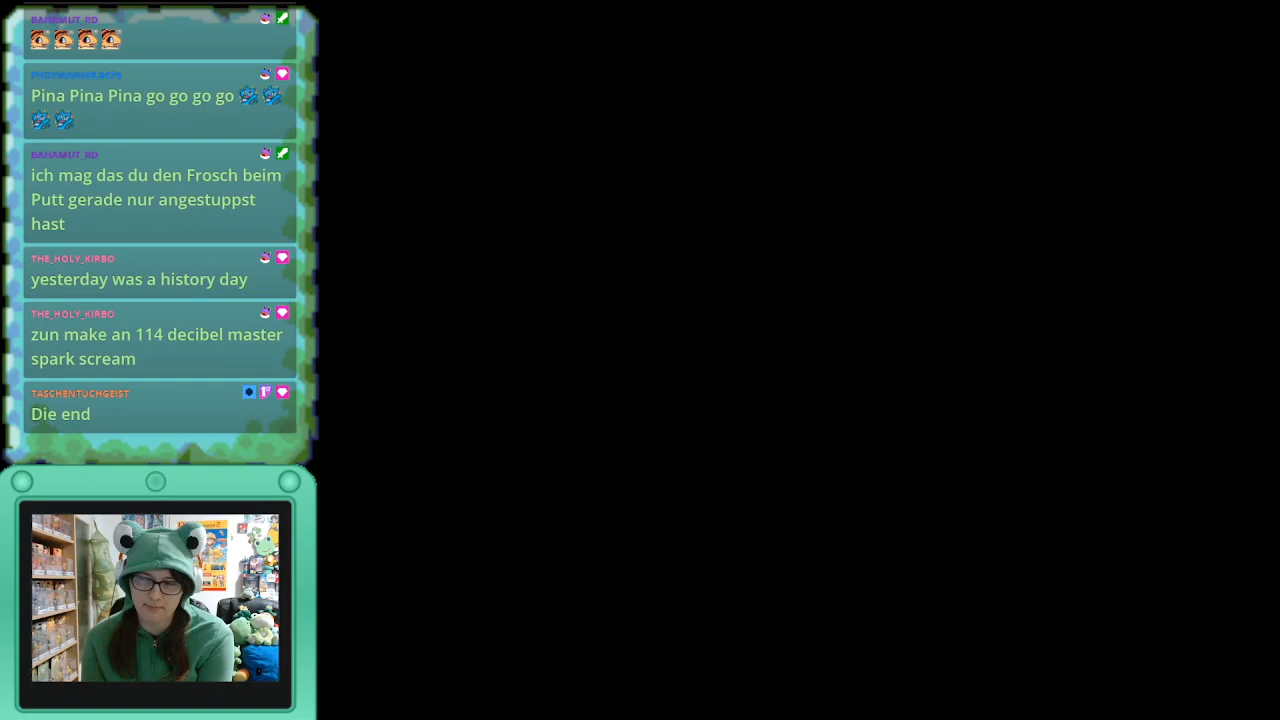 BAHAMUT_RD
Pina Pina Pina go go go go
BAHAMUT_RD
ich mag das du den Frosch beim
Putt gerade nur angestuppst
hast
THE_HOLY_KIRBO
yesterday was a history day
THE_HOLY_KIRBO
zun make an 114 decibel master
spark scream
TASCHENTUCHGEIST
Die end